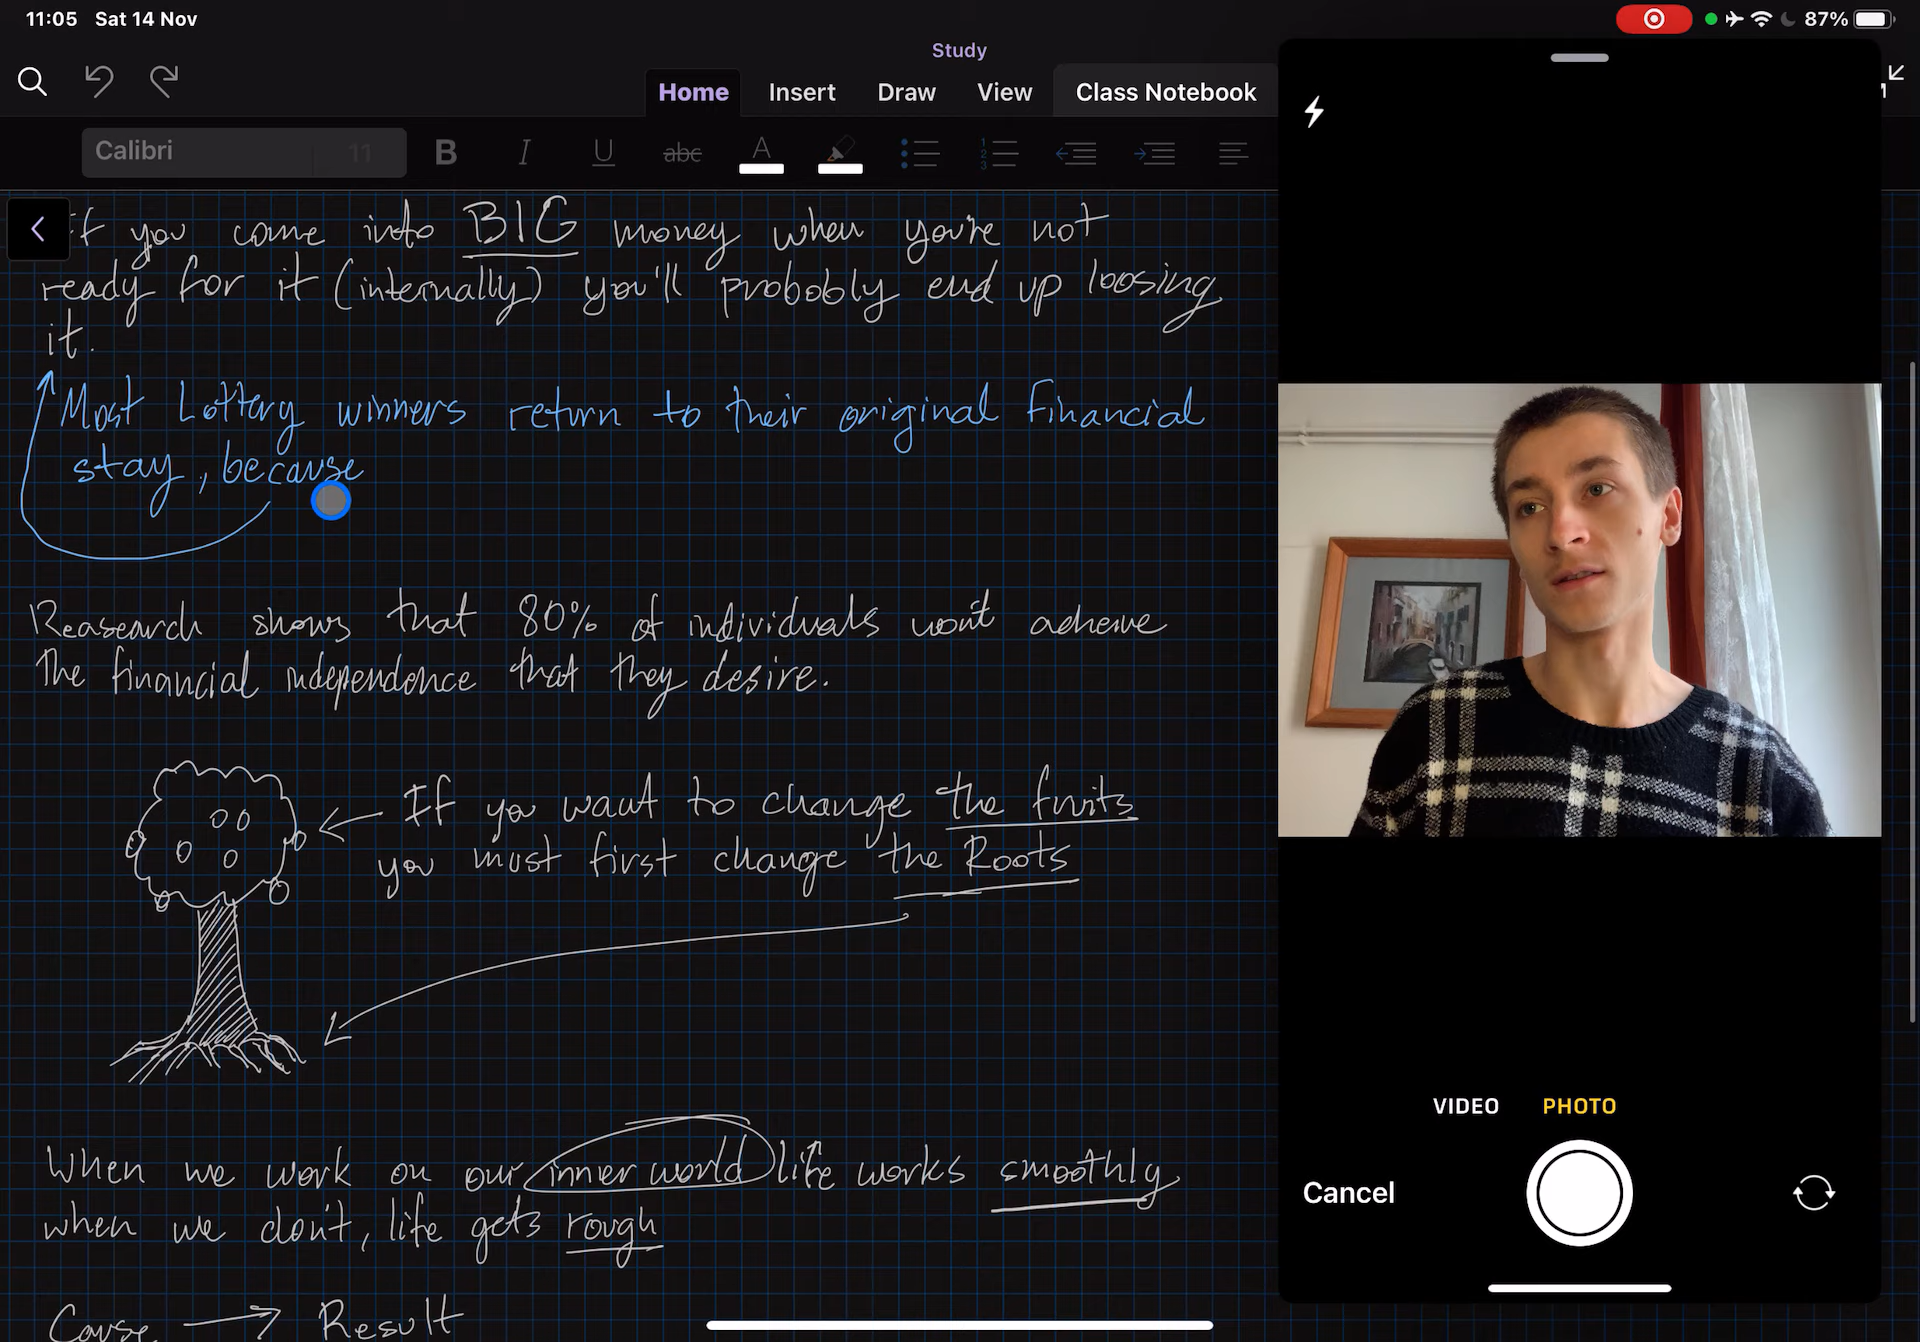 11:05 Sat 14 Nov
87%
Study
Home Insert Draw View Class Notebook
Calibri 11
B I U abc A
If you come into BIG money when you're not
ready for it (internally) you'll probobly end up loosing
it.
Most Lottery winners return to their original financial
stay, because
Reasearch shows that 80% of individuals won't acheive
the financial independence that they desire.
If you want to change the fruits
you must first change the Roots
When we work on our inner world life works smoothly
when we don't, life gets rough
Cause → Result
VIDEO PHOTO
Cancel